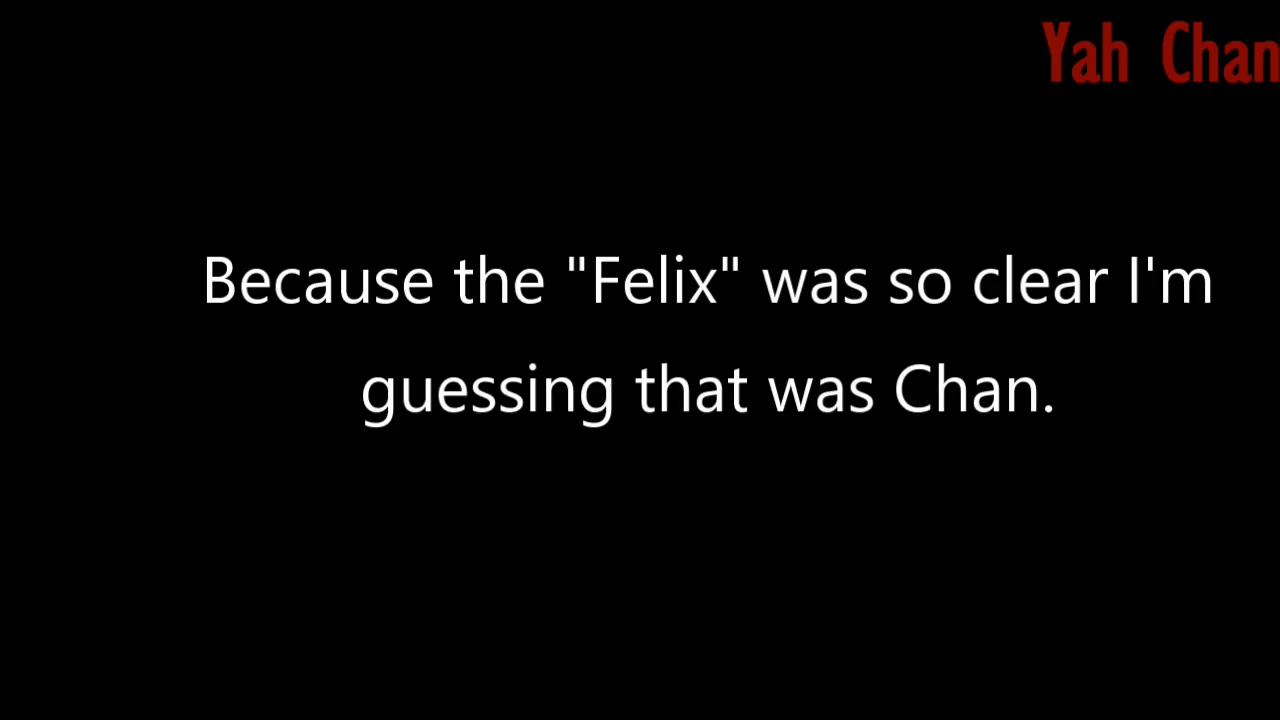 Yah Chan
Because the "Felix" was so clear I'm
guessing that was Chan.